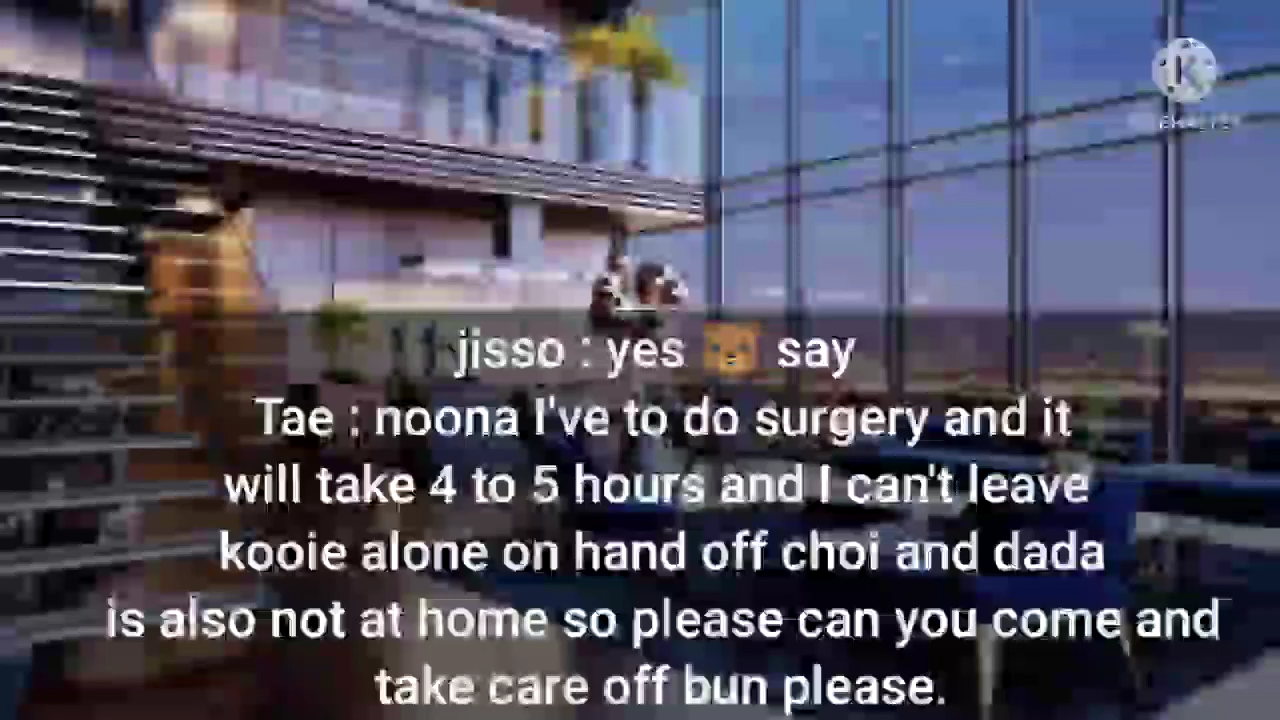 jisso : yes 🐻 say
Tae : noona I've to do surgery and it
will take 4 to 5 hours and I can't leave
kooie alone on hand off choi and dada
is also not at home so please can you come and
take care off bun please.